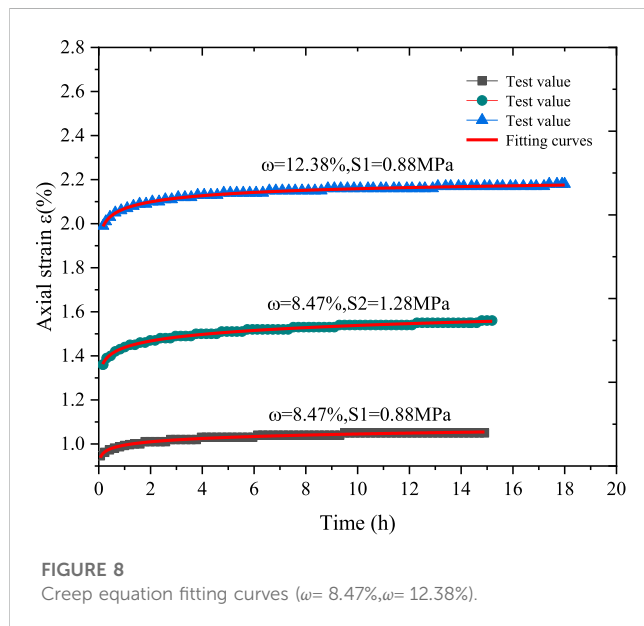 2.8
2.6
2.4
2.2
2.0
1.8
1.6
1.4
1.2
1.0
Axial strain ε(%)
Test value
Test value
Test value
Fitting curves
ω=12.38%,S1=0.88MPa
ω=8.47%,S2=1.28MPa
ω=8.47%,S1=0.88MPa
0 2 4 6 8 10 12 14 16 18 20
Time (h)
FIGURE 8
Creep equation fitting curves (ω= 8.47%,ω= 12.38%).